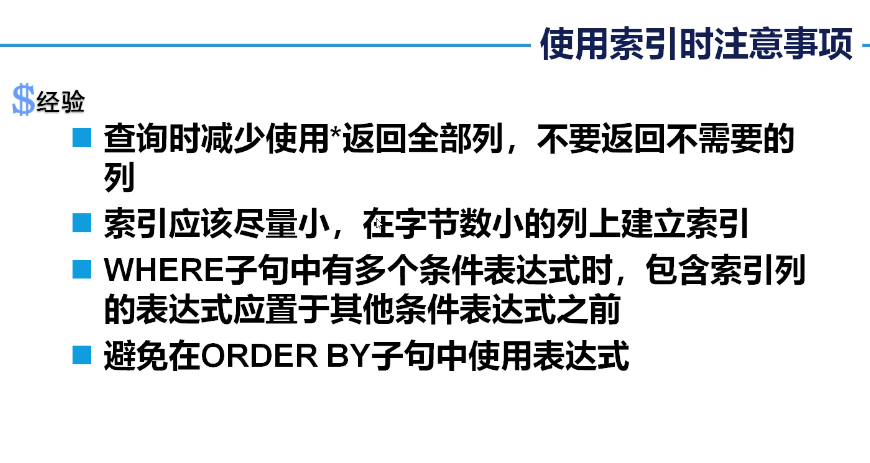 使用索引时注意事项
$经验
查询时减少使用*返回全部列，不要返回不需要的
列
索引应该尽量小，在字节数小的列上建立索引
WHERE子句中有多个条件表达式时，包含索引列
的表达式应置于其他条件表达式之前
避免在ORDER BY子句中使用表达式